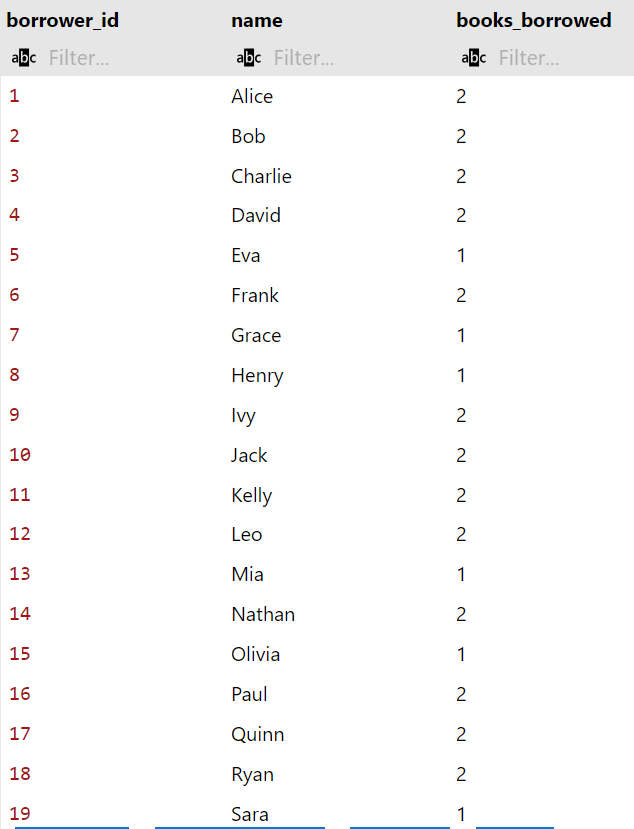 borrower_id name books_borrowed
abc Filter... abc Filter... abc Filter...
1 Alice 2
2 Bob 2
3 Charlie 2
4 David 2
5 Eva 1
6 Frank 2
7 Grace 1
8 Henry 1
9 Ivy 2
10 Jack 2
11 Kelly 2
12 Leo 2
13 Mia 1
14 Nathan 2
15 Olivia 1
16 Paul 2
17 Quinn 2
18 Ryan 2
19 Sara 1